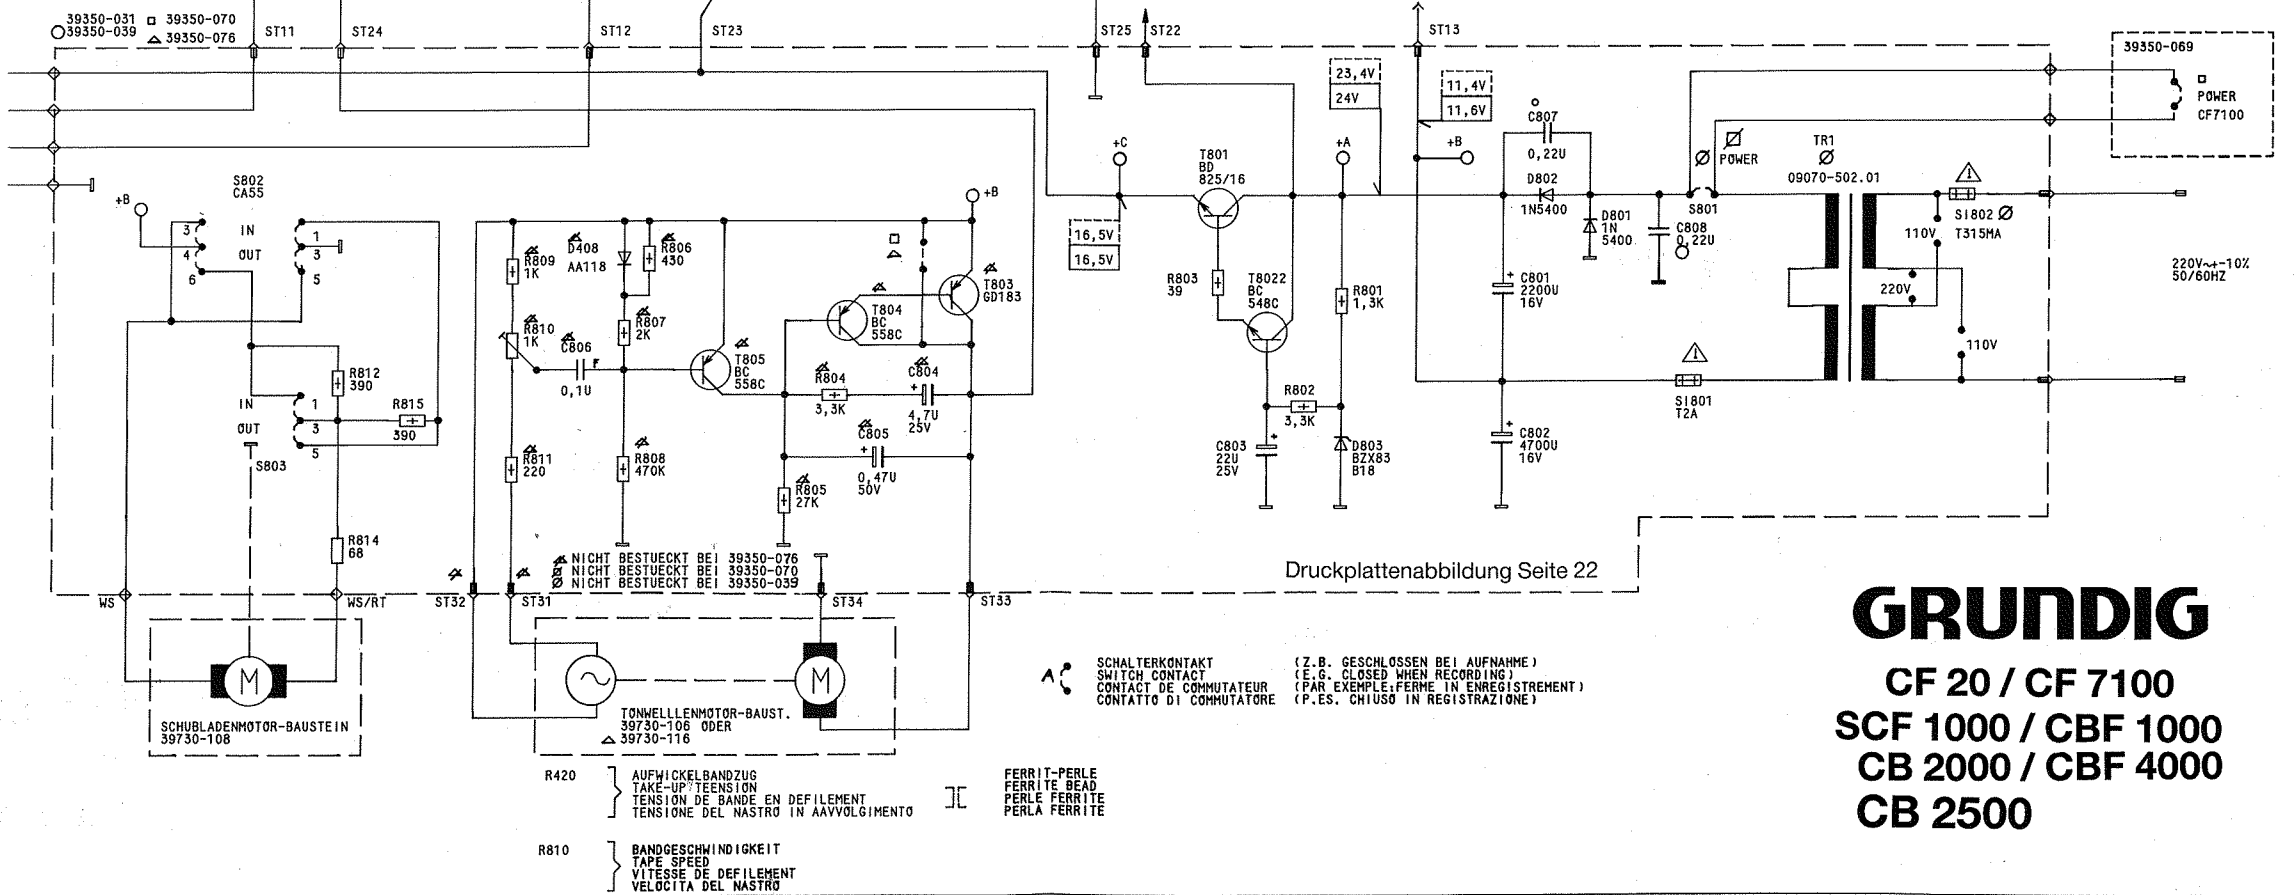 39350-031 □ 39350-070
○ 39350-039 △ 39350-076
ST11
ST24
ST12
ST23
ST25
ST22
ST13
39350-069
□
POWER
CF7100
23,4V
24V
11,4V
11,6V
○
C807
0,22U
+C
T801
BD
825/16
+A
+B
D802
1N5400
Ø POWER
TR1
Ø
09070-502.01
S802
CA55
+B
3
4
6
IN
OUT
1
3
5
+B
R809
1K
D408
AA118
R806
430
T803
GD183
16,5V
16,5V
D801
1N
5400
C808
0,22U
S801
110V
SI802 Ø
T315MA
220V~+-10%
50/60HZ
220V
110V
R803
39
T8022
BC
548C
R801
1,3K
C801
2200U
16V
R810
1K
R807
2K
T804
BC
558C
C806
0,1U
T805
BC
558C
R804
3,3K
C804
4,7U
25V
R812
390
R815
390
IN
OUT
1
3
5
S803
R802
3,3K
SI801
T2A
C803
22U
25V
D803
BZX83
B18
C802
4700U
16V
R811
220
R808
470K
C805
0,47U
50V
R805
27K
R814
68
NICHT BESTUECKT BEI 39350-076
NICHT BESTUECKT BEI 39350-070
Ø NICHT BESTUECKT BEI 39350-039
Druckplattenabbildung Seite 22
WS
WS/RT
ST32
ST31
ST34
ST33
GRUNDIG
CF 20 / CF 7100
SCF 1000 / CBF 1000
CB 2000 / CBF 4000
CB 2500
M
SCHUBLADENMOTOR-BAUSTEIN
39730-108
M
TONWELLLENMOTOR-BAUST.
39730-106 ODER
△ 39730-116
A
SCHALTERKONTAKT (Z.B. GESCHLOSSEN BEI AUFNAHME)
SWITCH CONTACT (E.G. CLOSED WHEN RECORDING)
CONTACT DE COMMUTATEUR (PAR EXEMPLE:FERME IN ENREGISTREMENT)
CONTATTO DI COMMUTATORE (P.ES. CHIUSO IN REGISTRAZIONE)
R420
AUFWICKELBANDZUG
TAKE-UP TEENSION
TENSION DE BANDE EN DEFILEMENT
TENSIONE DEL NASTRO IN AAVVOLGIMENTO
FERRIT-PERLE
FERRITE BEAD
PERLE FERRITE
PERLA FERRITE
R810
BANDGESCHWINDIGKEIT
TAPE SPEED
VITESSE DE DEFILEMENT
VELOCITA DEL NASTRO